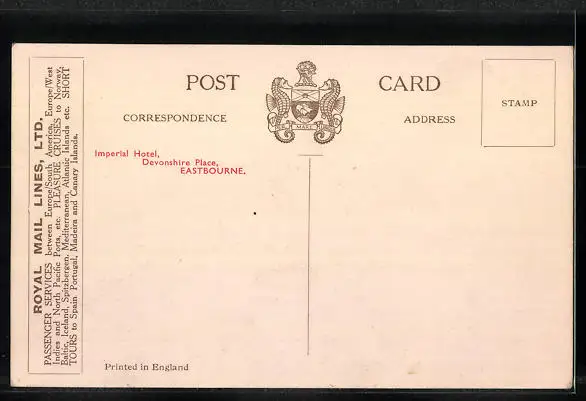 POST CARD
CORRESPONDENCE
ADDRESS
STAMP
Imperial Hotel,
Devonshire Place,
EASTBOURNE.
ROYAL MAIL LINES, LTD.
PASSENGER SERVICES between Europe/South America, Europe/West
Indies and North Pacific Ports, etc. PLEASURE CRUISES to Norway,
Baltic, Iceland, Spitzbergen, Mediterranean, Atlantic Islands etc. SHORT
TOURS to Spain Portugal, Madeira and Canary Islands.
Printed in England